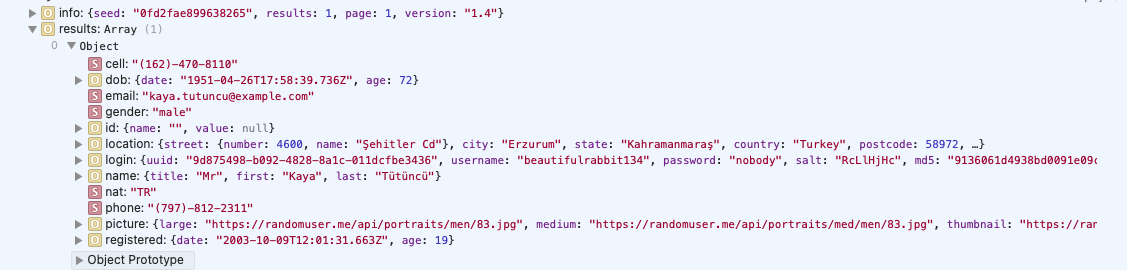 info: {seed: "0fd2fae899638265", results: 1, page: 1, version: "1.4"}
results: Array (1)
0 Object
S cell: "(162)-470-8110"
O dob: {date: "1951-04-26T17:58:39.736Z", age: 72}
S email: "kaya.tutuncu@example.com"
S gender: "male"
O id: {name: "", value: null}
O location: {street: {number: 4600, name: "Şehitler Cd"}, city: "Erzurum", state: "Kahramanmaraş", country: "Turkey", postcode: 58972, …}
O login: {uuid: "9d875498-b092-4828-8a1c-011dcfbe3436", username: "beautifulrabbit134", password: "nobody", salt: "RcLlHjHc", md5: "9136061d4938bd0091e09c
O name: {title: "Mr", first: "Kaya", last: "Tütüncü"}
S nat: "TR"
S phone: "(797)-812-2311"
O picture: {large: "https://randomuser.me/api/portraits/men/83.jpg", medium: "https://randomuser.me/api/portraits/med/men/83.jpg", thumbnail: "https://ran
O registered: {date: "2003-10-09T12:01:31.663Z", age: 19}
Object Prototype